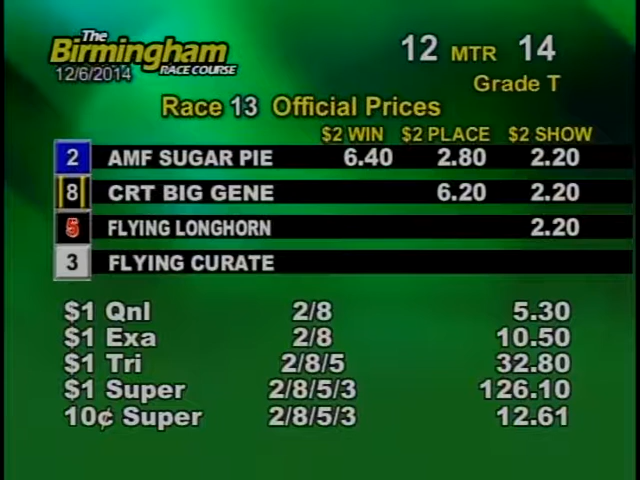 The
Birmingham
RACE COURSE
12/6/2014
12 MTR 14
Grade T
Race 13 Official Prices
$2 WIN $2 PLACE $2 SHOW
2 AMF SUGAR PIE 6.40 2.80 2.20
8 CRT BIG GENE 6.20 2.20
5 FLYING LONGHORN 2.20
3 FLYING CURATE
$1 Qnl 2/8 5.30
$1 Exa 2/8 10.50
$1 Tri 2/8/5 32.80
$1 Super 2/8/5/3 126.10
10¢ Super 2/8/5/3 12.61